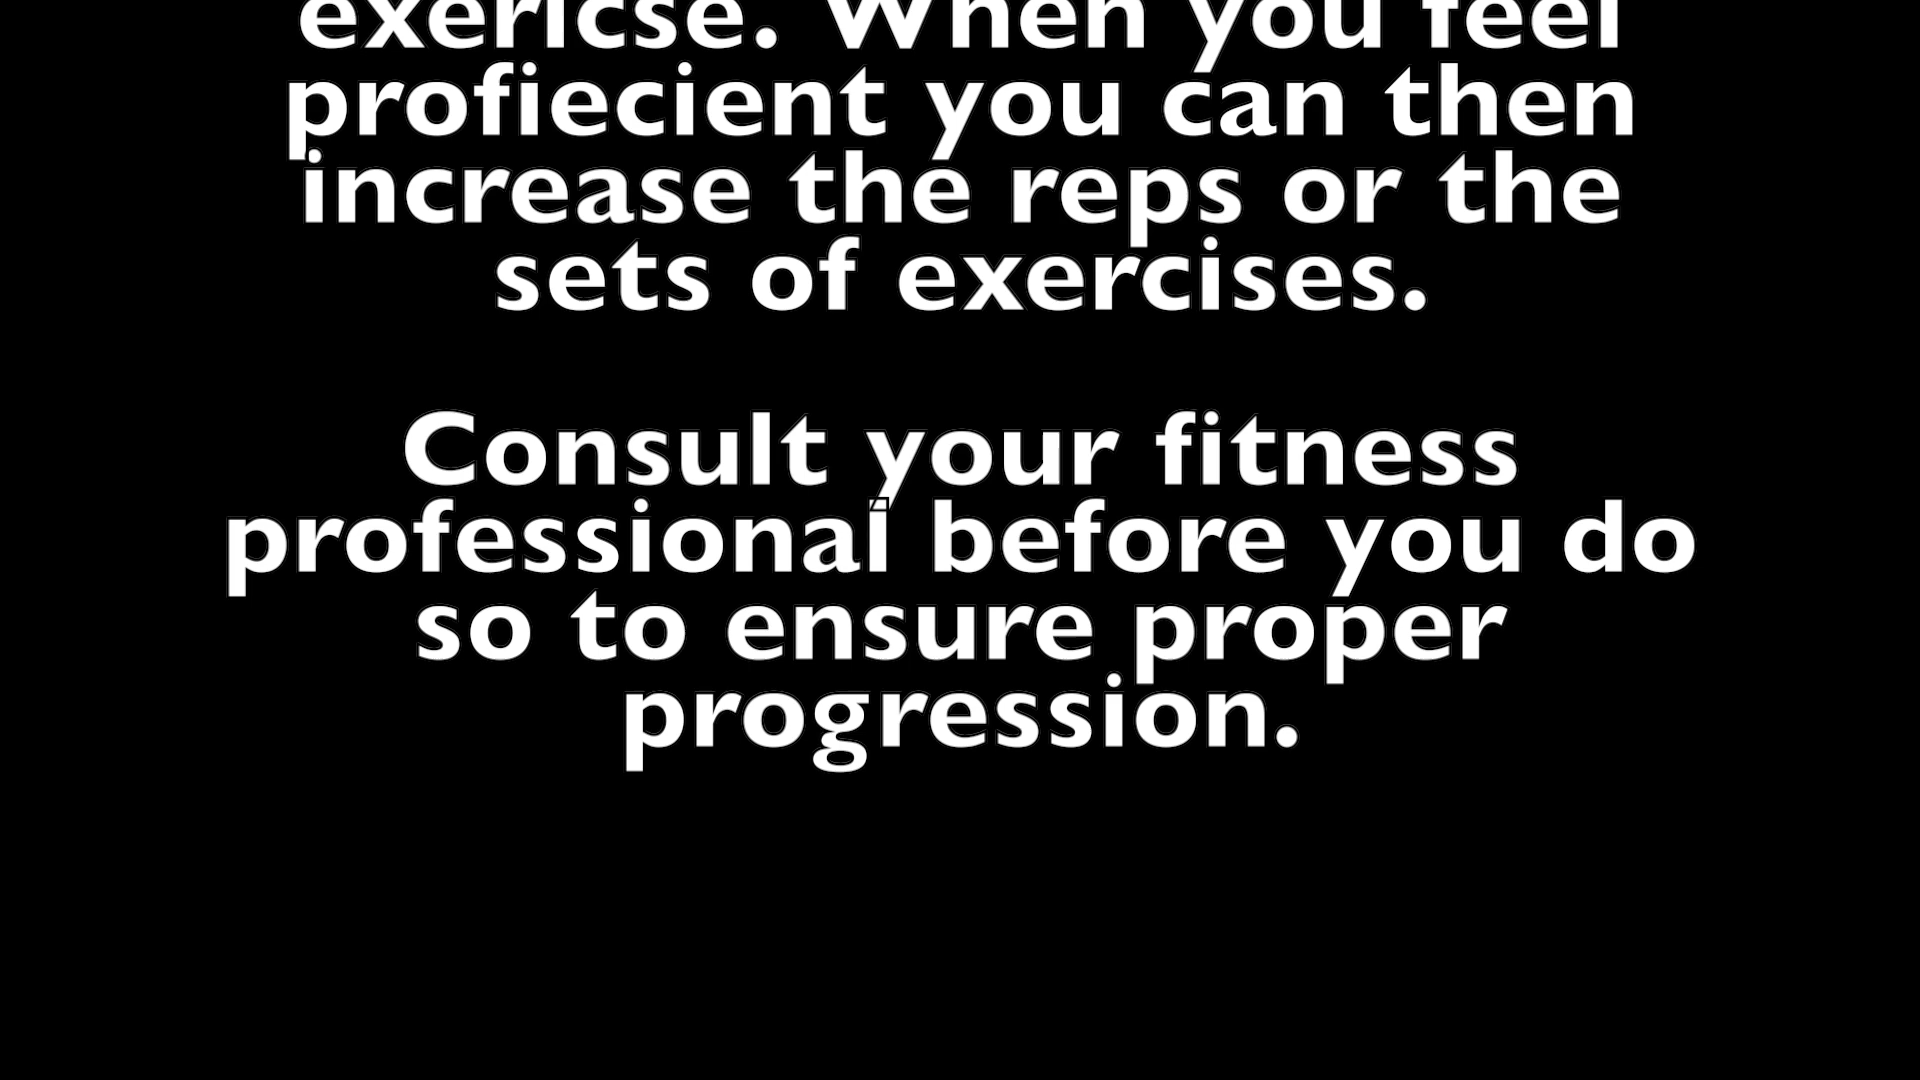 exericse. When you feel
profiecient you can then
increase the reps or the
sets of exercises.
Consult your fitness
professional before you do
so to ensure proper
progression.